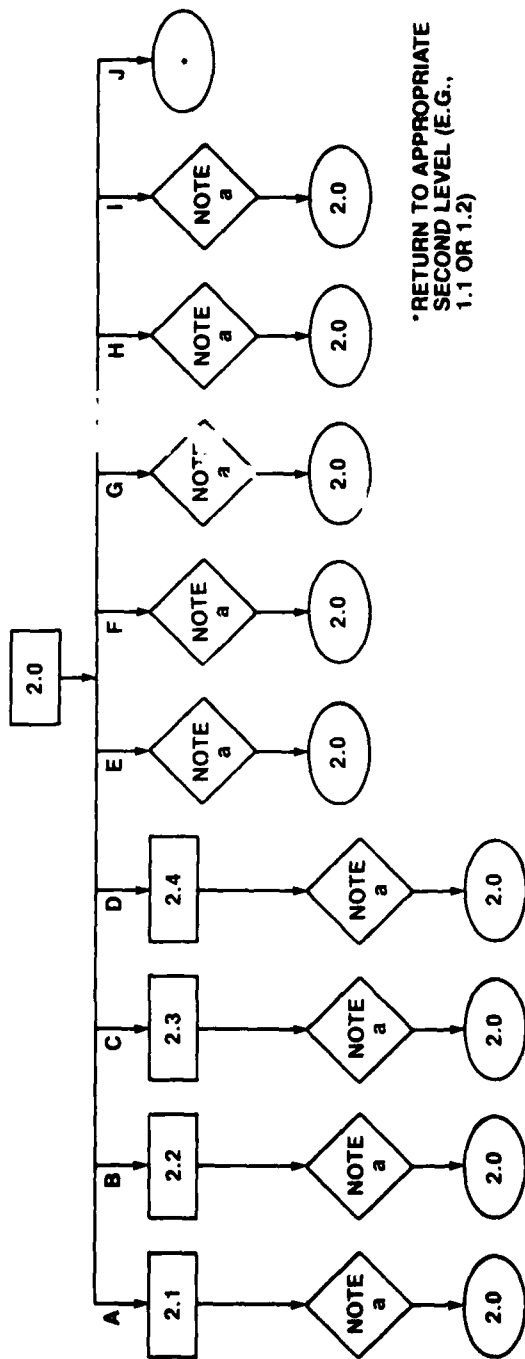 2.0
A B C D E F G H I J
2.1 2.2 2.3 2.4 NOTE a NOTE a NOTE a NOTE a NOTE a *
NOTE a NOTE a NOTE a NOTE a 2.0 2.0 2.0 2.0 2.0
2.0 2.0 2.0 2.0
*RETURN TO APPROPRIATE
SECOND LEVEL (E.G.,
1.1 OR 1.2)